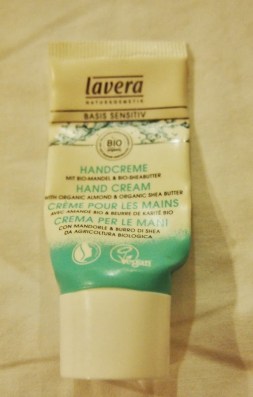 lavera
NATURKOSMETIK
BASIS SENSITIV
BIO
organic
HANDCREME
MIT BIO-MANDEL & BIO-SHEABUTTER
HAND CREAM
WITH ORGANIC ALMOND & ORGANIC SHEA BUTTER
CRÈME POUR LES MAINS
AVEC AMANDE BIO & BEURRE DE KARITÉ BIO
CREMA PER LE MANI
CON MANDORLE & BURRO DI SHEA
DA AGRICOLTURA BIOLOGICA
Vegan